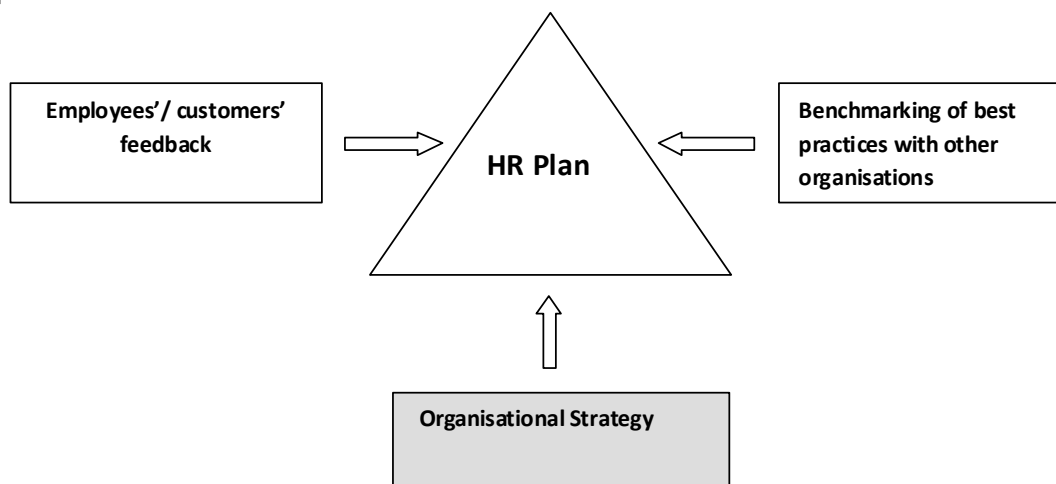 Employees’/ customers’
feedback
HR Plan
Benchmarking of best
practices with other
organisations
Organisational Strategy